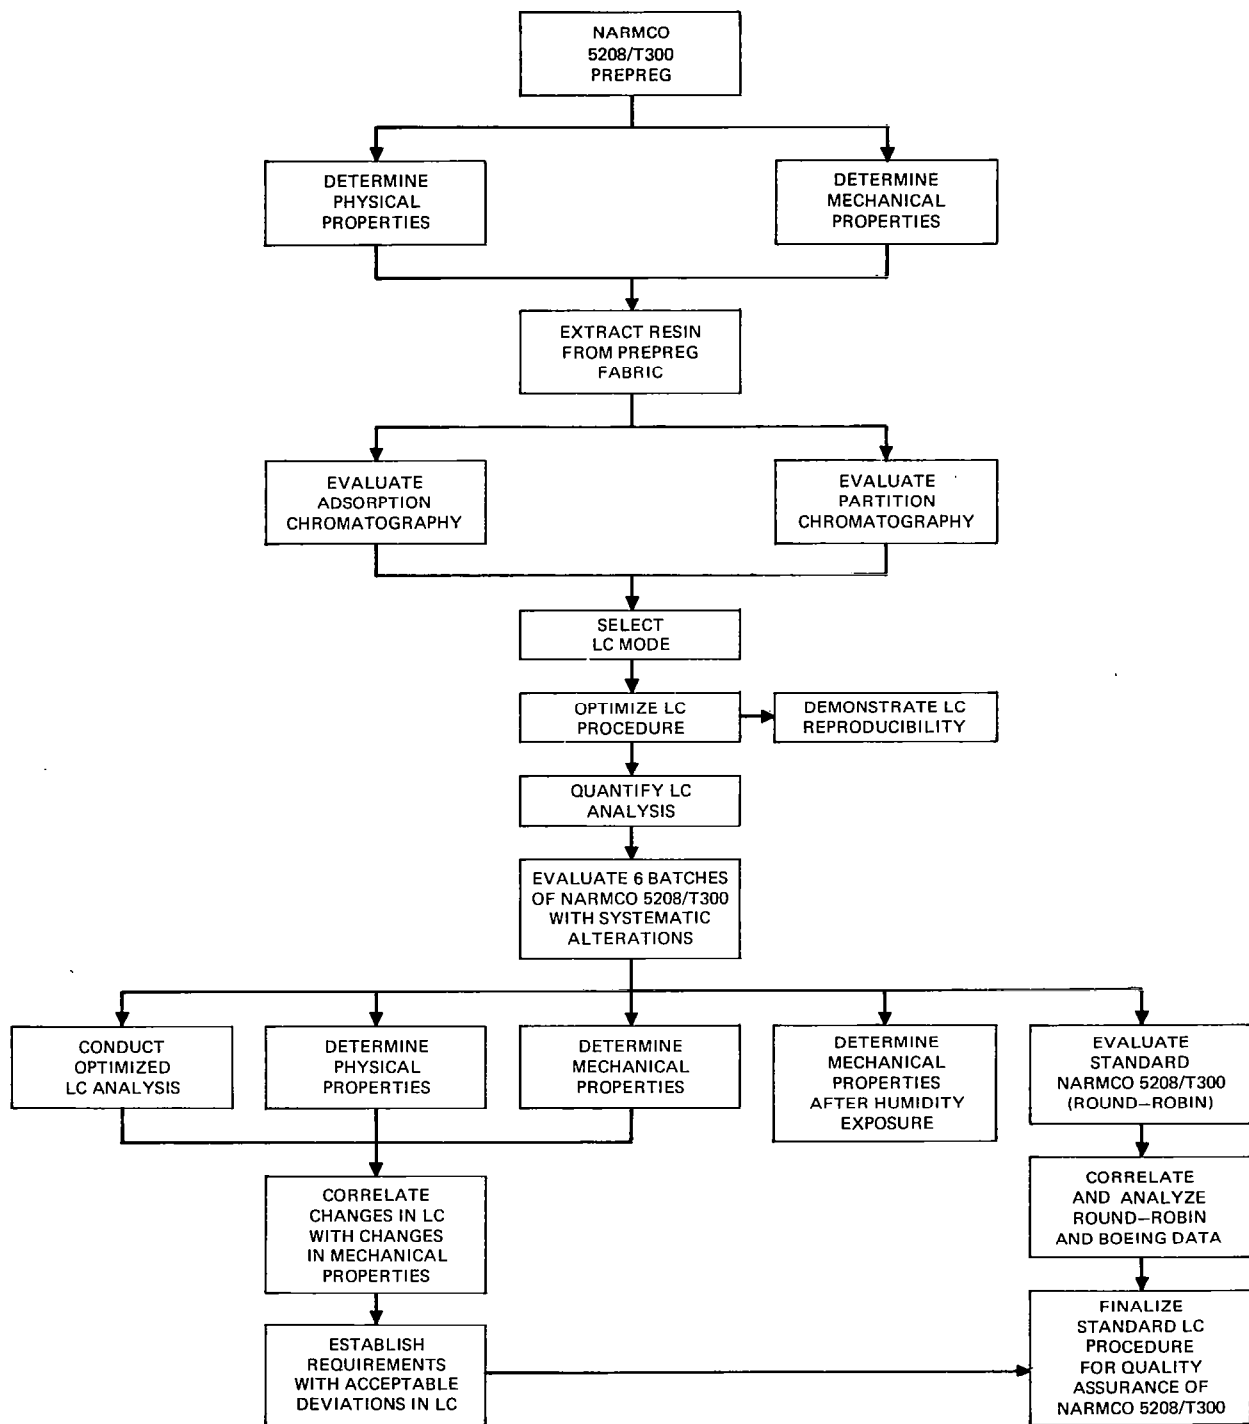 NARMCO
5208/T300
PREPREG
DETERMINE
PHYSICAL
PROPERTIES
DETERMINE
MECHANICAL
PROPERTIES
EXTRACT RESIN
FROM PREPREG
FABRIC
EVALUATE
ADSORPTION
CHROMATOGRAPHY
EVALUATE
PARTITION
CHROMATOGRAPHY
SELECT
LC MODE
OPTIMIZE LC
PROCEDURE
DEMONSTRATE LC
REPRODUCIBILITY
QUANTIFY LC
ANALYSIS
EVALUATE 6 BATCHES
OF NARMCO 5208/T300
WITH SYSTEMATIC
ALTERATIONS
CONDUCT
OPTIMIZED
LC ANALYSIS
DETERMINE
PHYSICAL
PROPERTIES
DETERMINE
MECHANICAL
PROPERTIES
DETERMINE
MECHANICAL
PROPERTIES
AFTER HUMIDITY
EXPOSURE
EVALUATE
STANDARD
NARMCO 5208/T300
(ROUND–ROBIN)
CORRELATE
CHANGES IN LC
WITH CHANGES
IN MECHANICAL
PROPERTIES
CORRELATE
AND ANALYZE
ROUND–ROBIN
AND BOEING DATA
ESTABLISH
REQUIREMENTS
WITH ACCEPTABLE
DEVIATIONS IN LC
FINALIZE
STANDARD LC
PROCEDURE
FOR QUALITY
ASSURANCE OF
NARMCO 5208/T300